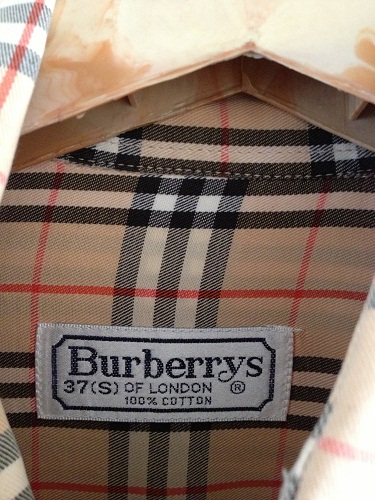 Burberrys
37(S) OF LONDON ®
100% COTTON